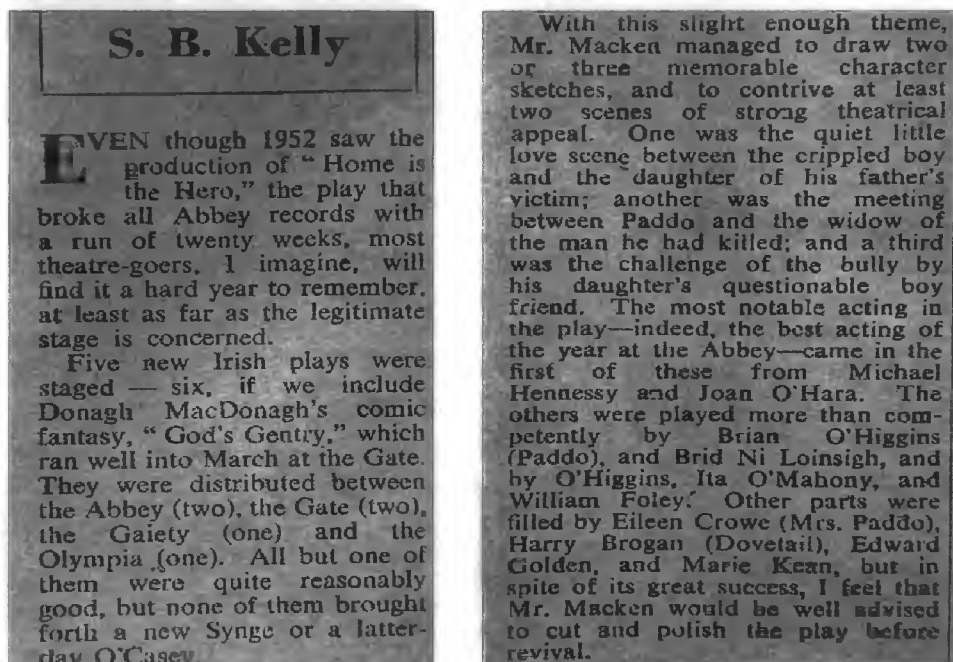 S. B. Kelly
EVEN though 1952 saw the
production of " Home is
the Hero," the play that
broke all Abbey records with
a run of twenty weeks, most
theatre-goers, I imagine, will
find it a hard year to remember,
at least as far as the legitimate
stage is concerned.
Five new Irish plays were
staged — six, if we include
Donagh MacDonagh's comic
fantasy, " God's Gentry," which
ran well into March at the Gate.
They were distributed between
the Abbey (two), the Gate (two),
the Gaiety (one) and the
Olympia (one). All but one of
them were quite reasonably
good, but none of them brought
forth a new Synge or a latter-
day O'Casey.
With this slight enough theme,
Mr. Macken managed to draw two
or three memorable character
sketches, and to contrive at least
two scenes of strong theatrical
appeal. One was the quiet little
love scene between the crippled boy
and the daughter of his father's
victim; another was the meeting
between Paddo and the widow of
the man he had killed; and a third
was the challenge of the bully by
his daughter's questionable boy
friend. The most notable acting in
the play—indeed, the best acting of
the year at the Abbey—came in the
first of these from Michael
Hennessy and Joan O'Hara. The
others were played more than com-
petently by Brian O'Higgins
(Paddo), and Brid Ni Loinsigh, and
by O'Higgins, Ita O'Mahony, and
William Foley. Other parts were
filled by Eileen Crowe (Mrs. Paddo),
Harry Brogan (Dovetail), Edward
Golden, and Marie Kean, but in
spite of its great success, I feel that
Mr. Macken would be well advised
to cut and polish the play before
revival.